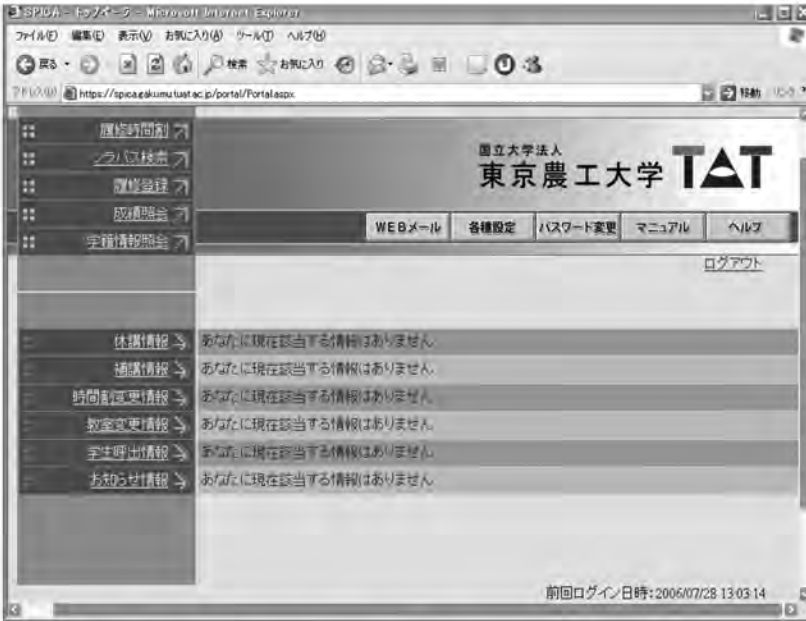 SPICA - トップページ - Microsoft Internet Explorer
ファイル(F) 編集(E) 表示(V) お気に入り(A) ツール(T) ヘルプ(H)
戻る 検索 お気に入り
https://spica.gakumu.tuat.ac.jp/portal/Portal.aspx 移動
履修時間割
シラバス検索
履修登録
成績照会
学籍情報照会
国立大学法人
東京農工大学 TAT
WEBメール 各種設定 パスワード変更 マニュアル ヘルプ
ログアウト
休講情報 あなたに現在該当する情報はありません
補講情報 あなたに現在該当する情報はありません
時間割変更情報 あなたに現在該当する情報はありません
教室変更情報 あなたに現在該当する情報はありません
学生呼出情報 あなたに現在該当する情報はありません
お知らせ情報 あなたに現在該当する情報はありません
前回ログイン日時:2006/07/28 13:03:14